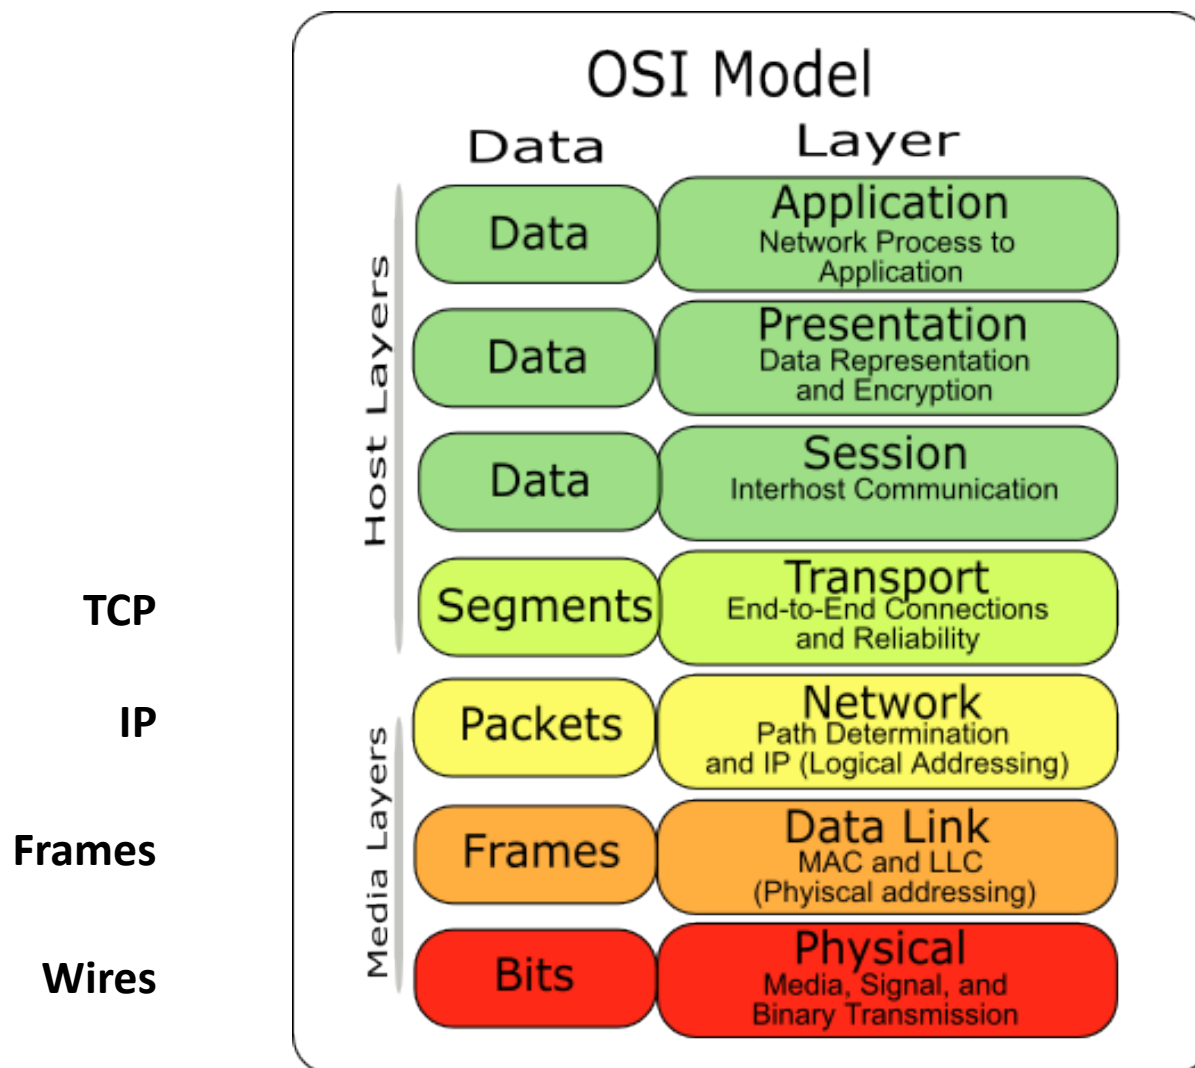 OSI Model
Data Layer
Host Layers
Data
Application
Network Process to
Application
Data
Presentation
Data Representation
and Encryption
Data
Session
Interhost Communication
TCP
Segments
Transport
End-to-End Connections
and Reliability
Media Layers
IP
Packets
Network
Path Determination
and IP (Logical Addressing)
Frames
Frames
Data Link
MAC and LLC
(Phyiscal addressing)
Wires
Bits
Physical
Media, Signal, and
Binary Transmission